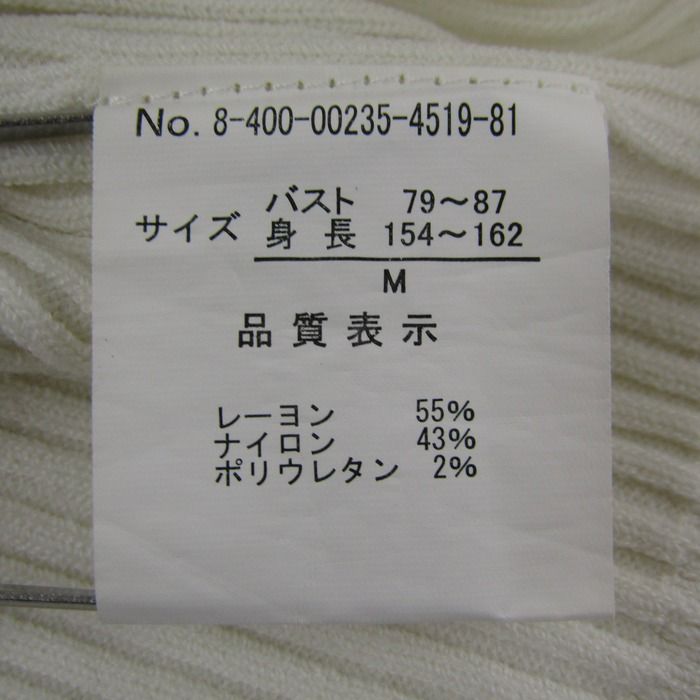 No. 8-400-00235-4519-81
バスト 79～87
サイズ 身長 154～162
M
品質表示
レーヨン 55%
ナイロン 43%
ポリウレタン 2%